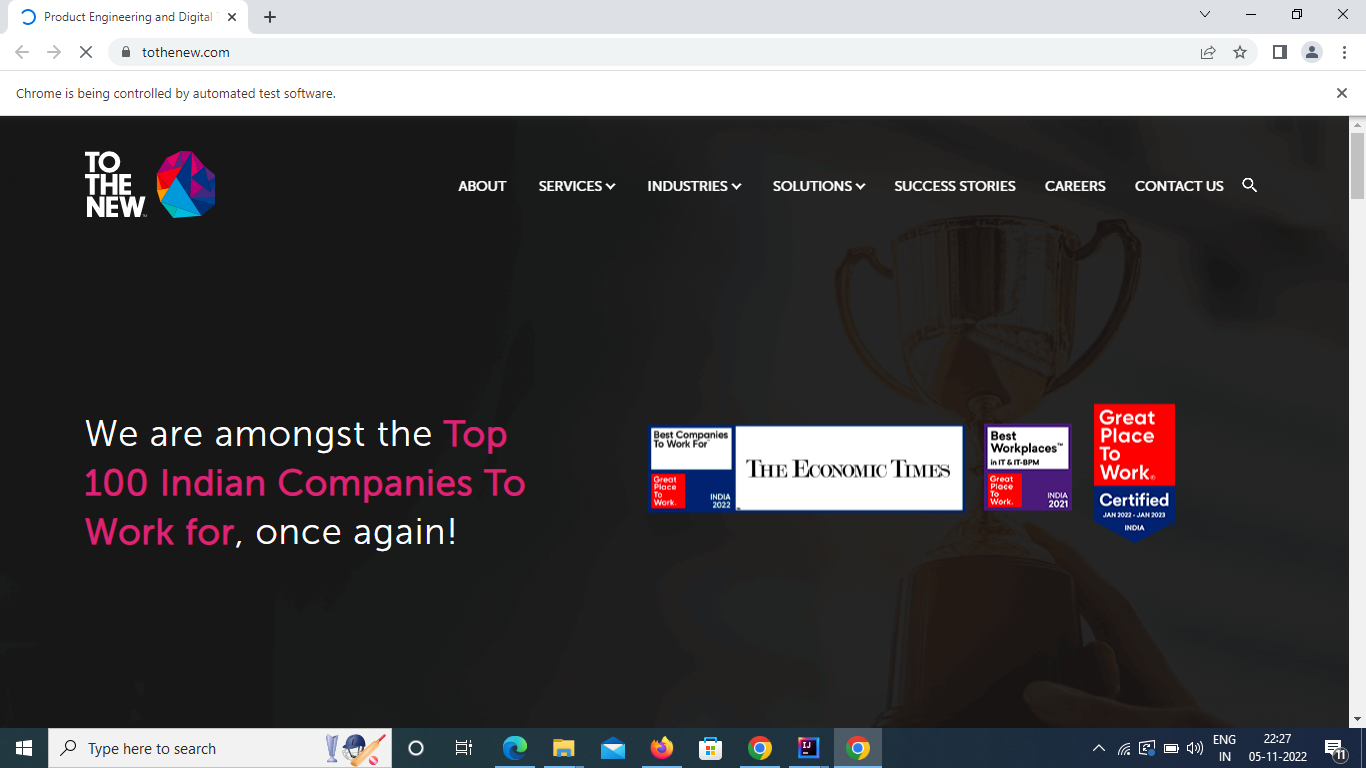 Product Engineering and Digital
tothenew.com
Chrome is being controlled by automated test software.
TO
THE
NEW™
ABOUT SERVICES INDUSTRIES SOLUTIONS SUCCESS STORIES CAREERS CONTACT US
We are amongst the Top
100 Indian Companies To
Work for, once again!
Best Companies
To Work For
Great
Place
To
Work.
INDIA
2022
THE ECONOMIC TIMES
Best
Workplaces™
in IT & IT-BPM
Great
Place
To
Work.
INDIA
2021
Great
Place
To
Work®
Certified
JAN 2022 - JAN 2023
INDIA
Type here to search
IJ
ENG
IN
22:27
05-11-2022
11